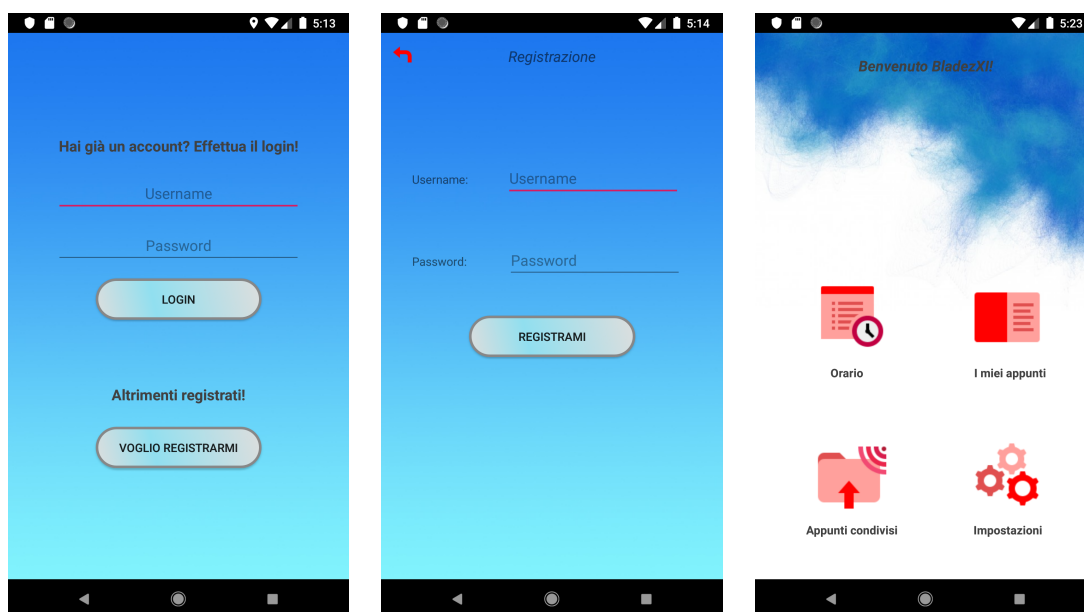 5:13
Hai già un account? Effettua il login!
Username
Password
LOGIN
Altrimenti registrati!
VOGLIO REGISTRARMI
5:14
Registrazione
Username:
Username
Password:
Password
REGISTRAMI
5:23
Benvenuto BladezXI!
Orario
I miei appunti
Appunti condivisi
Impostazioni